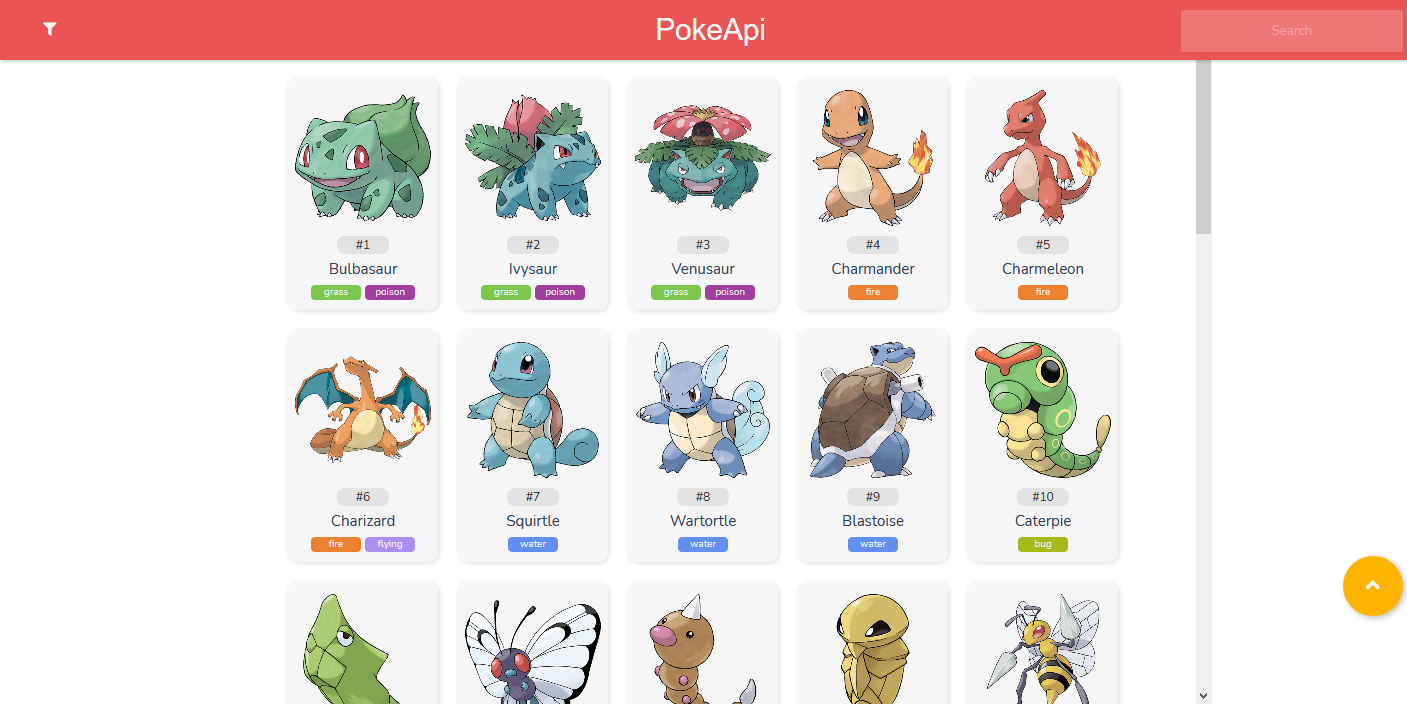 PokeApi
Search
#1
Bulbasaur
grass poison
#2
Ivysaur
grass poison
#3
Venusaur
grass poison
#4
Charmander
fire
#5
Charmeleon
fire
#6
Charizard
fire flying
#7
Squirtle
water
#8
Wartortle
water
#9
Blastoise
water
#10
Caterpie
bug